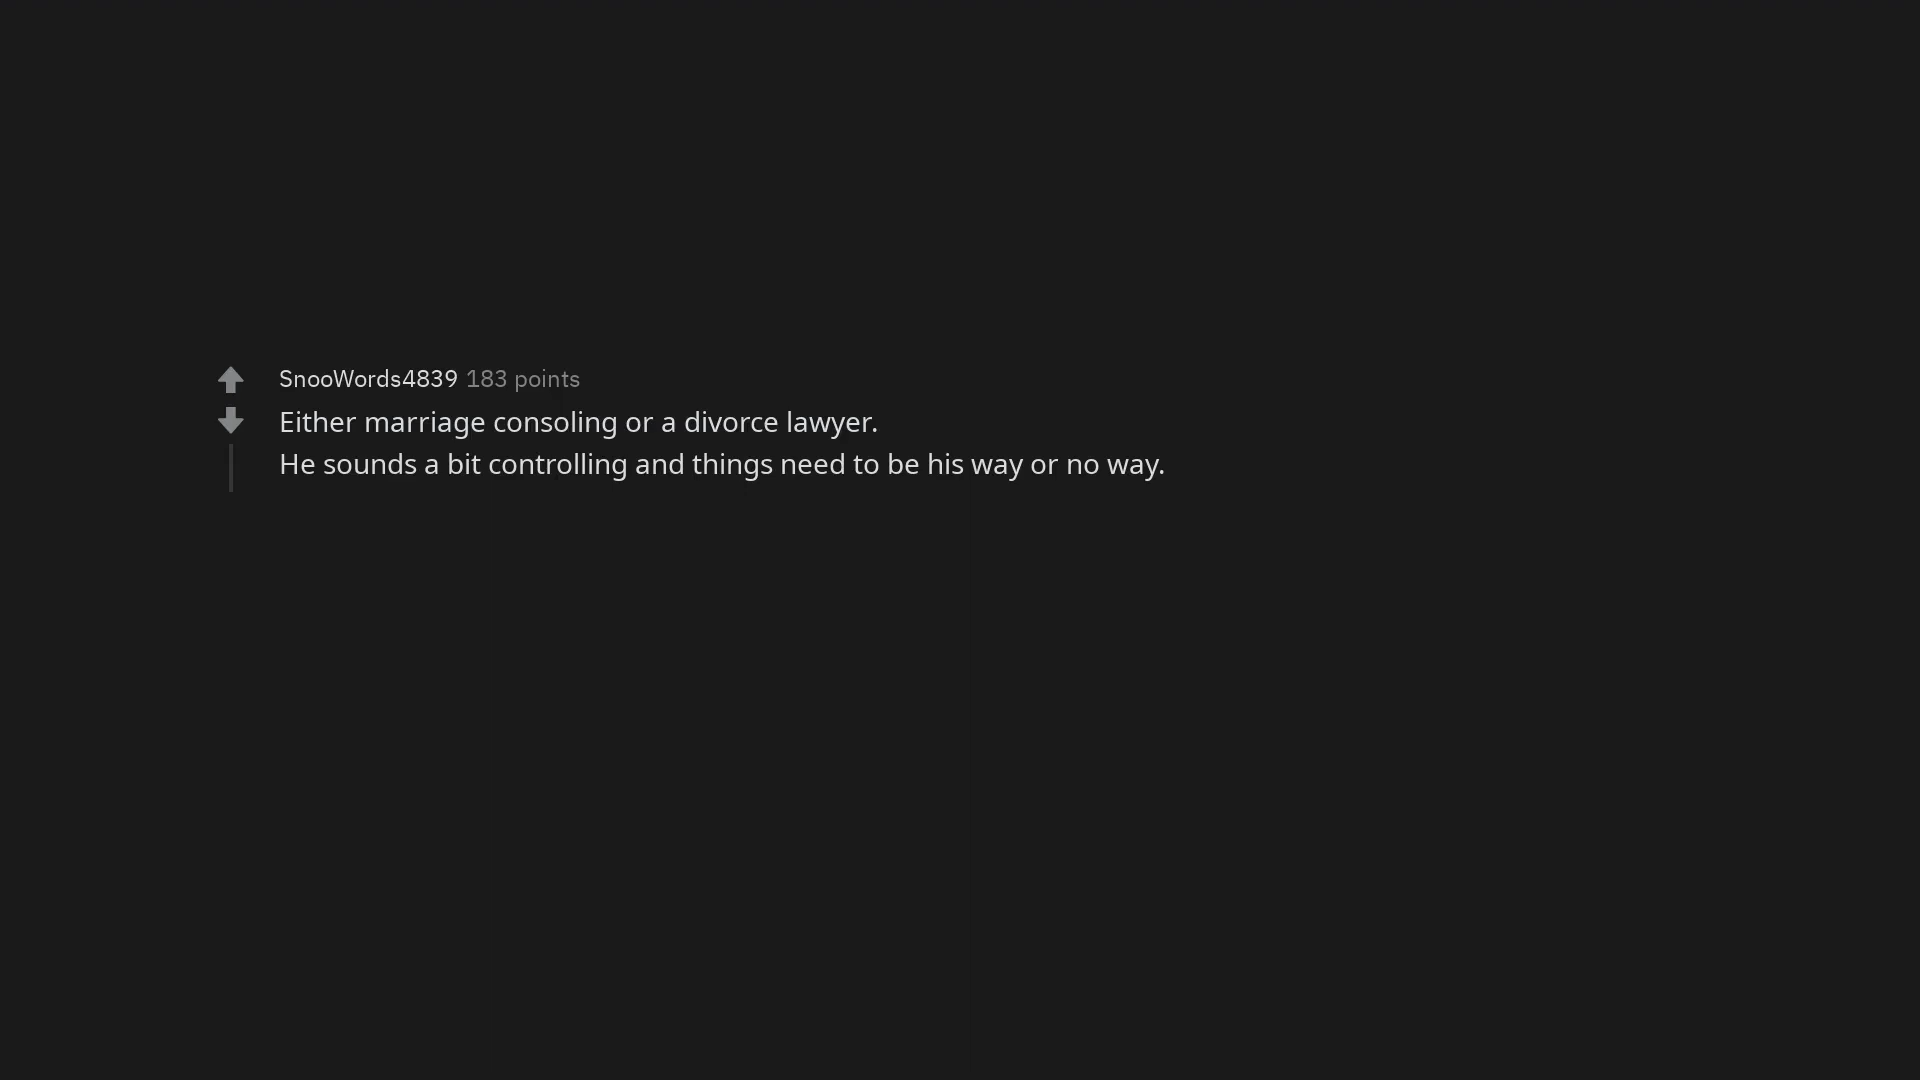 SnooWords4839 183 points
Either marriage consoling or a divorce lawyer.
He sounds a bit controlling and things need to be his way or no way.